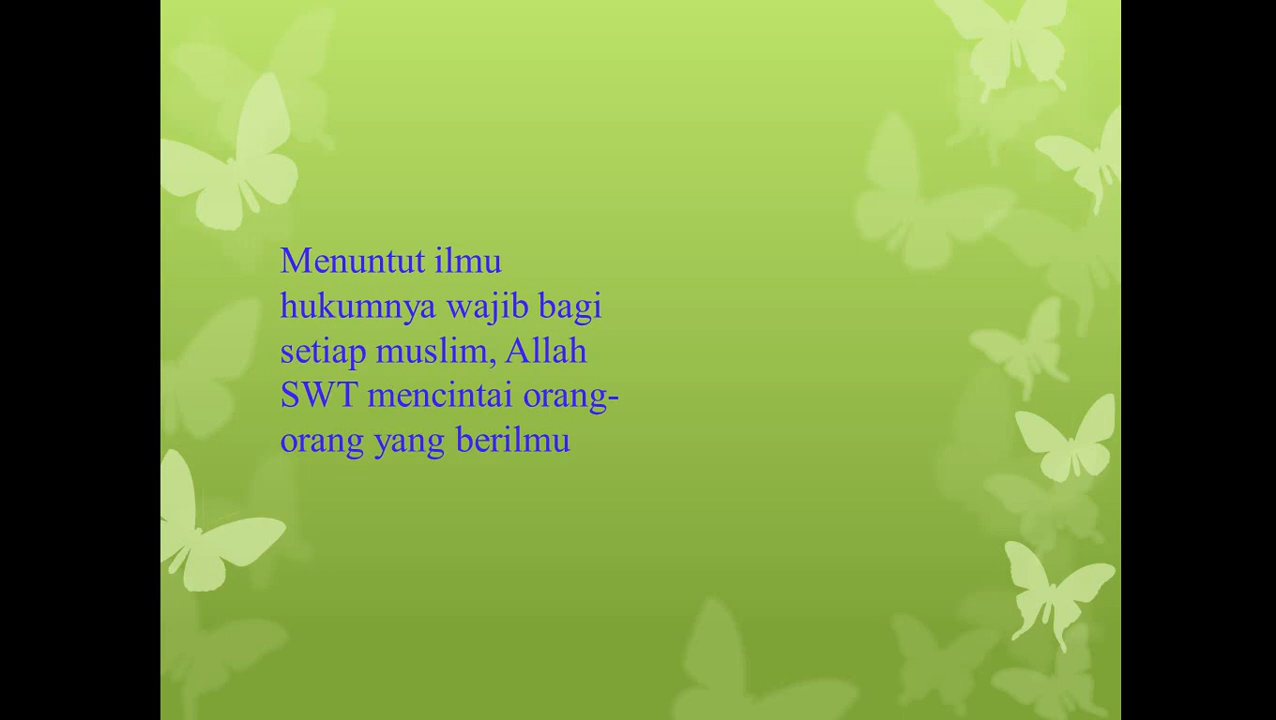 Menuntut ilmu
hukumnya wajib bagi
setiap muslim, Allah
SWT mencintai orang-
orang yang berilmu